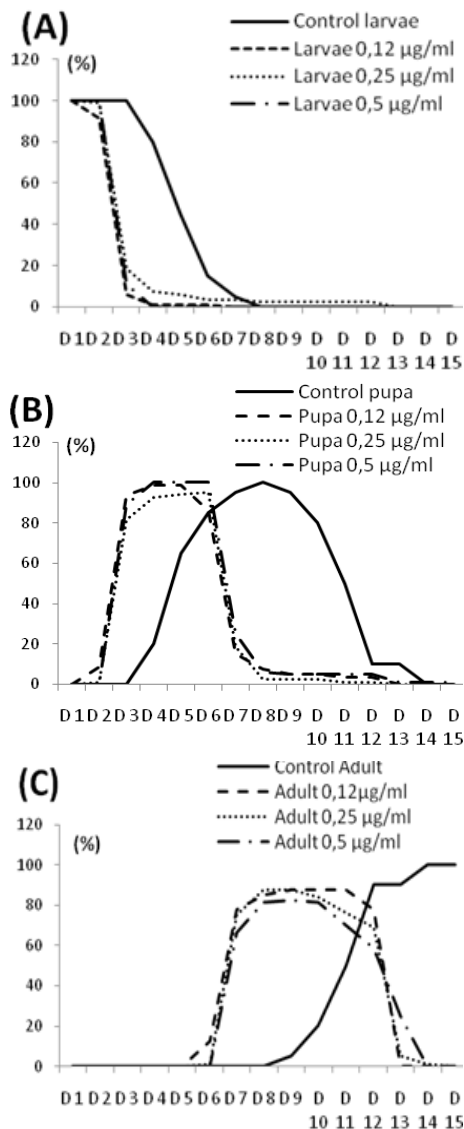 (A)
Control larvae
Larvae 0,12 µg/ml
Larvae 0,25 µg/ml
Larvae 0,5 µg/ml
(%)
120
100
80
60
40
20
0
D 1 D 2 D 3 D 4 D 5 D 6 D 7 D 8 D 9 D 10 D 11 D 12 D 13 D 14 D 15
(B)
Control pupa
Pupa 0,12 µg/ml
Pupa 0,25 µg/ml
Pupa 0,5 µg/ml
(%)
120
100
80
60
40
20
0
D 1 D 2 D 3 D 4 D 5 D 6 D 7 D 8 D 9 D 10 D 11 D 12 D 13 D 14 D 15
(C)
Control Adult
Adult 0,12µg/ml
Adult 0,25 µg/ml
Adult 0,5 µg/ml
(%)
120
100
80
60
40
20
0
D 1 D 2 D 3 D 4 D 5 D 6 D 7 D 8 D 9 D 10 D 11 D 12 D 13 D 14 D 15